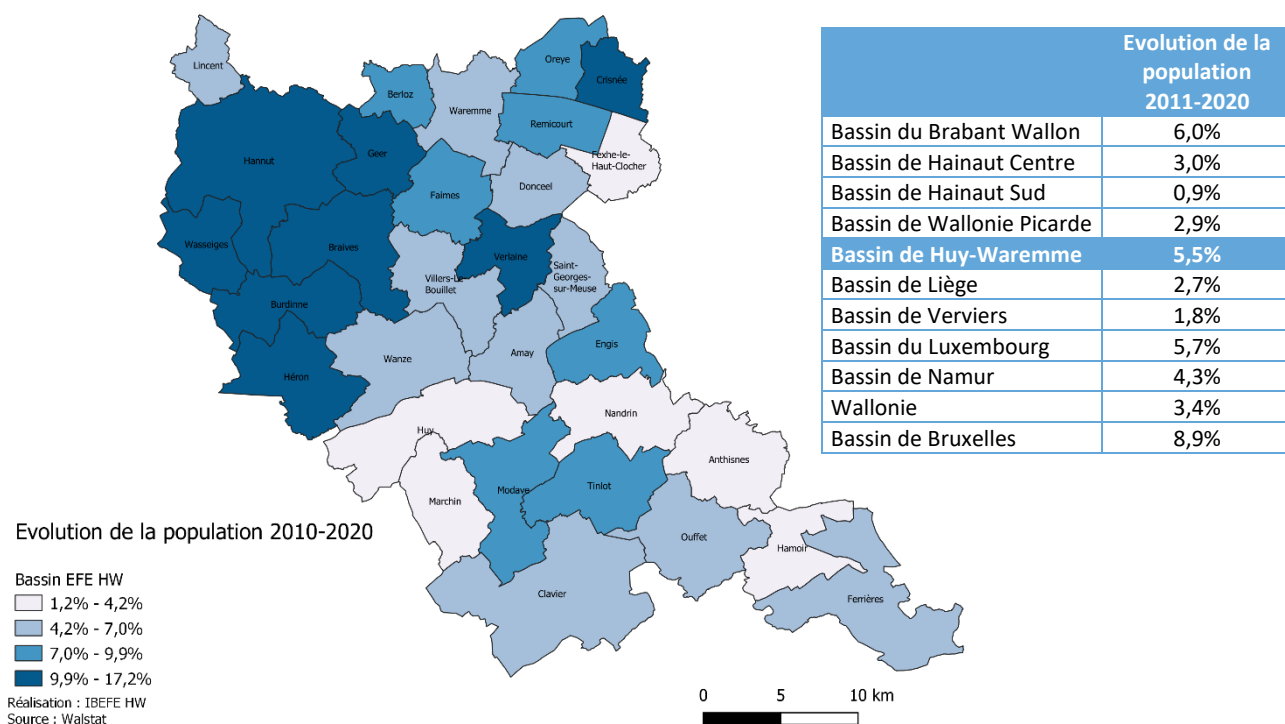 Lincent
Oreye
Crisnée
Berloz
Waremme
Remicourt
Geer
Hannut
Fexhe-le-
Haut-Clocher
Donceel
Faimes
Wasseiges
Braives
Verlaine
Saint-
Georges-
sur-Meuse
Villers-Le-
Bouillet
Burdinne
Engis
Amay
Wanze
Héron
Nandrin
Huy
Anthisnes
Tinlot
Modave
Marchin
Ouffet
Hamoir
Clavier
Ferrières
Evolution de la
population
2011-2020
Bassin du Brabant Wallon 6,0%
Bassin de Hainaut Centre 3,0%
Bassin de Hainaut Sud 0,9%
Bassin de Wallonie Picarde 2,9%
Bassin de Huy-Waremme 5,5%
Bassin de Liège 2,7%
Bassin de Verviers 1,8%
Bassin du Luxembourg 5,7%
Bassin de Namur 4,3%
Wallonie 3,4%
Bassin de Bruxelles 8,9%
Evolution de la population 2010-2020
Bassin EFE HW
1,2% - 4,2%
4,2% - 7,0%
7,0% - 9,9%
9,9% - 17,2%
Réalisation : IBEFE HW
Source : Walstat
0 5 10 km